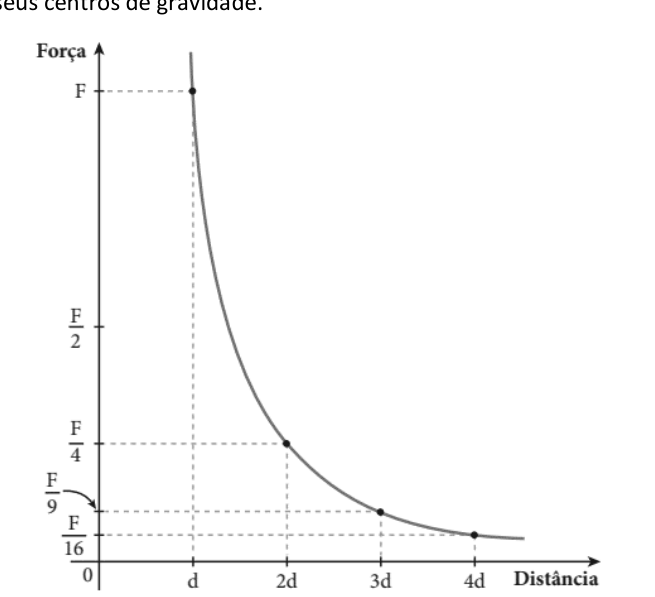 seus centros de gravidade.
Força
F
F
2
F
4
F
9
F
16
0
d
2d
3d
4d
Distância